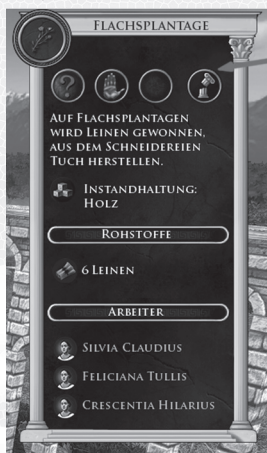 FLACHSPLANTAGE
?
AUF FLACHSPLANTAGEN
WIRD LEINEN GEWONNEN,
AUS DEM SCHNEIDEREIEN
TUCH HERSTELLEN.
INSTANDHALTUNG:
HOLZ
ROHSTOFFE
6 LEINEN
ARBEITER
SILVIA CLAUDIUS
FELICIANA TULLIS
CRESCENTIA HILARIUS